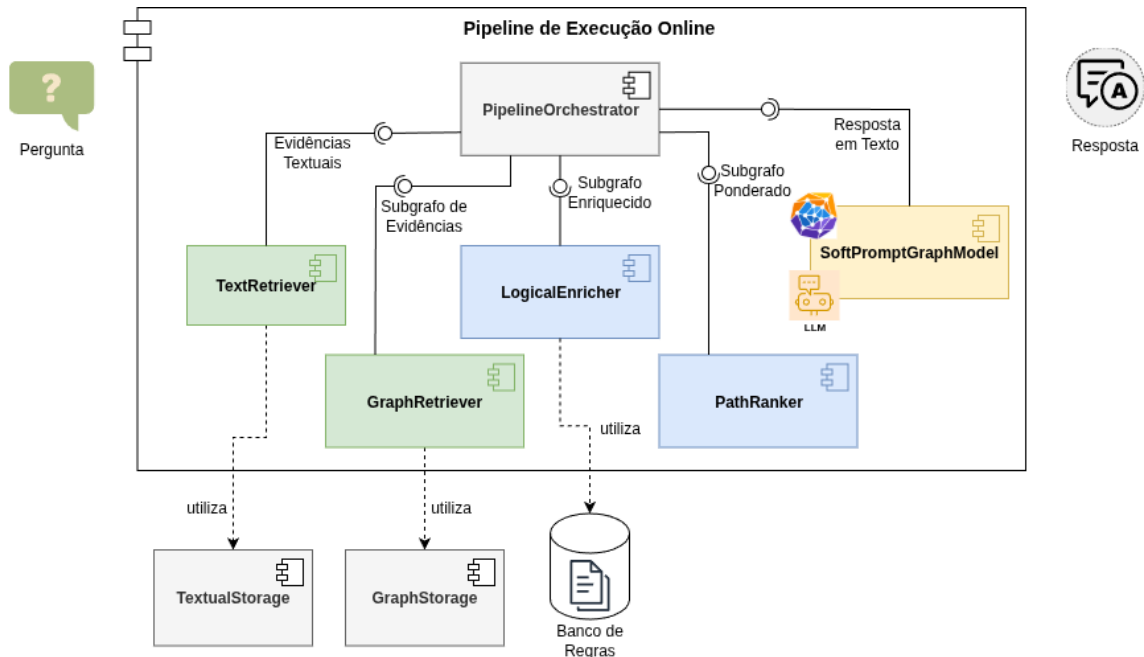 Pipeline de Execução Online
?
Pergunta
PipelineOrchestrator
A
Resposta
Evidências
Textuais
Subgrafo de
Evidências
Subgrafo
Enriquecido
Subgrafo
Ponderado
Resposta
em Texto
TextRetriever
LogicalEnricher
SoftPromptGraphModel
LLM
GraphRetriever
PathRanker
utiliza
utiliza
utiliza
TextualStorage
GraphStorage
Banco de
Regras